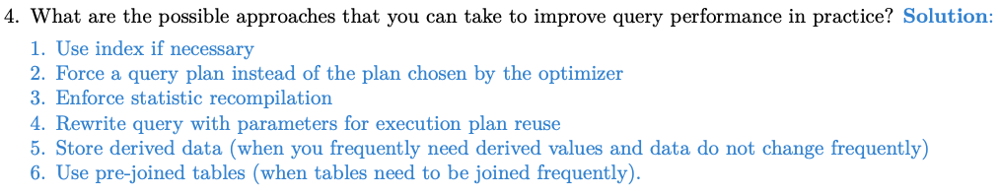 4. What are the possible approaches that you can take to improve query performance in practice? Solution:
1. Use index if necessary
2. Force a query plan instead of the plan chosen by the optimizer
3. Enforce statistic recompilation
4. Rewrite query with parameters for execution plan reuse
5. Store derived data (when you frequently need derived values and data do not change frequently)
6. Use pre-joined tables (when tables need to be joined frequently).